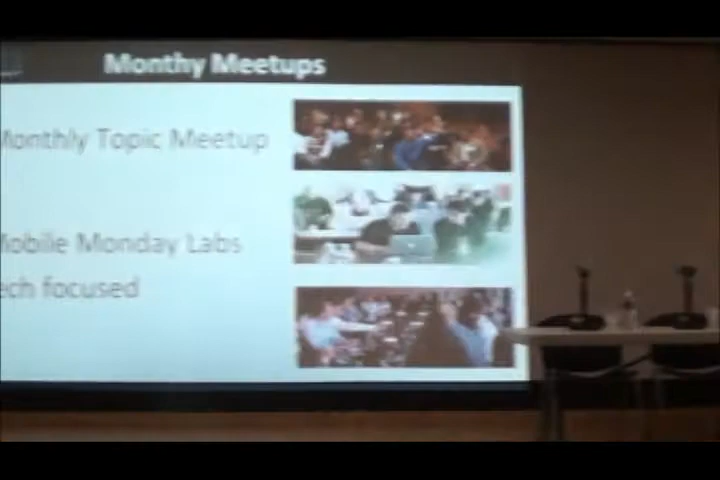 Monthy Meetups
Monthly Topic Meetup
Mobile Monday Labs
ech focused